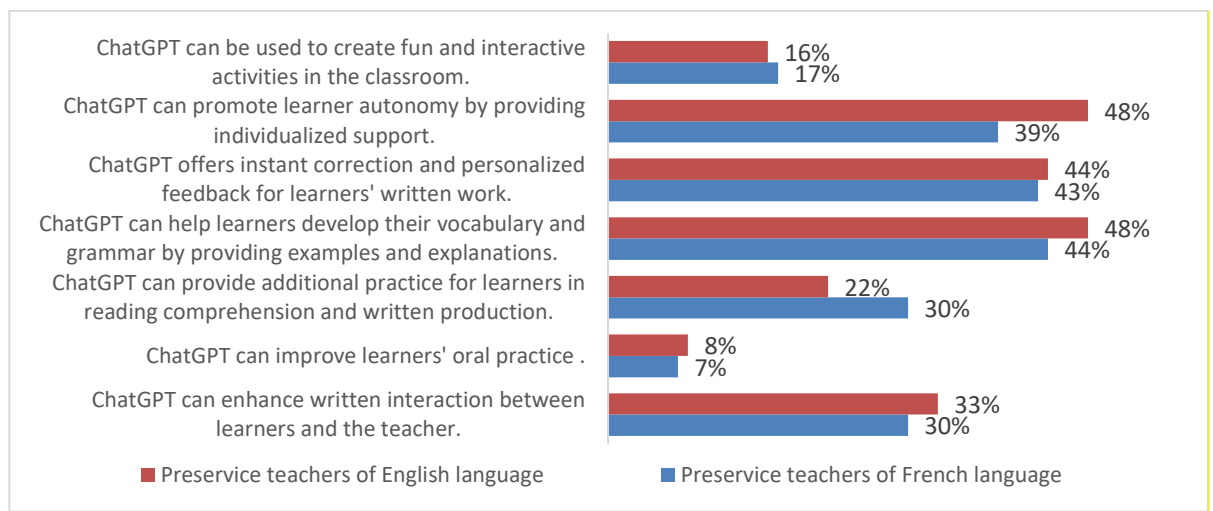 ChatGPT can be used to create fun and interactive
activities in the classroom.
16%
17%
ChatGPT can promote learner autonomy by providing
individualized support.
48%
39%
ChatGPT offers instant correction and personalized
feedback for learners' written work.
44%
43%
ChatGPT can help learners develop their vocabulary and
grammar by providing examples and explanations.
48%
44%
ChatGPT can provide additional practice for learners in
reading comprehension and written production.
22%
30%
ChatGPT can improve learners' oral practice .
8%
7%
ChatGPT can enhance written interaction between
learners and the teacher.
33%
30%
Preservice teachers of English language
Preservice teachers of French language